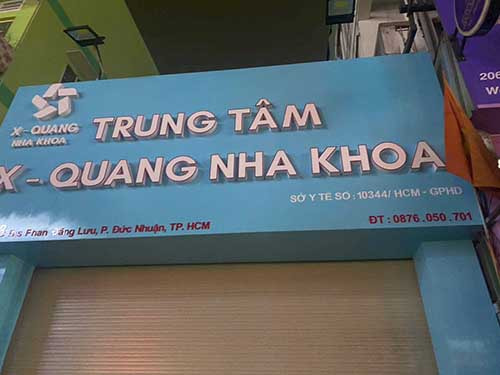 X-QUANG
NHA KHOA
TRUNG TÂM
X-QUANG NHA KHOA
SỞ Y TẾ SỐ: 10344/ HCM - GPHĐ
ĐT: 0876.050.701
Lưu, P. Đức Nhuận, TP. HCM
206